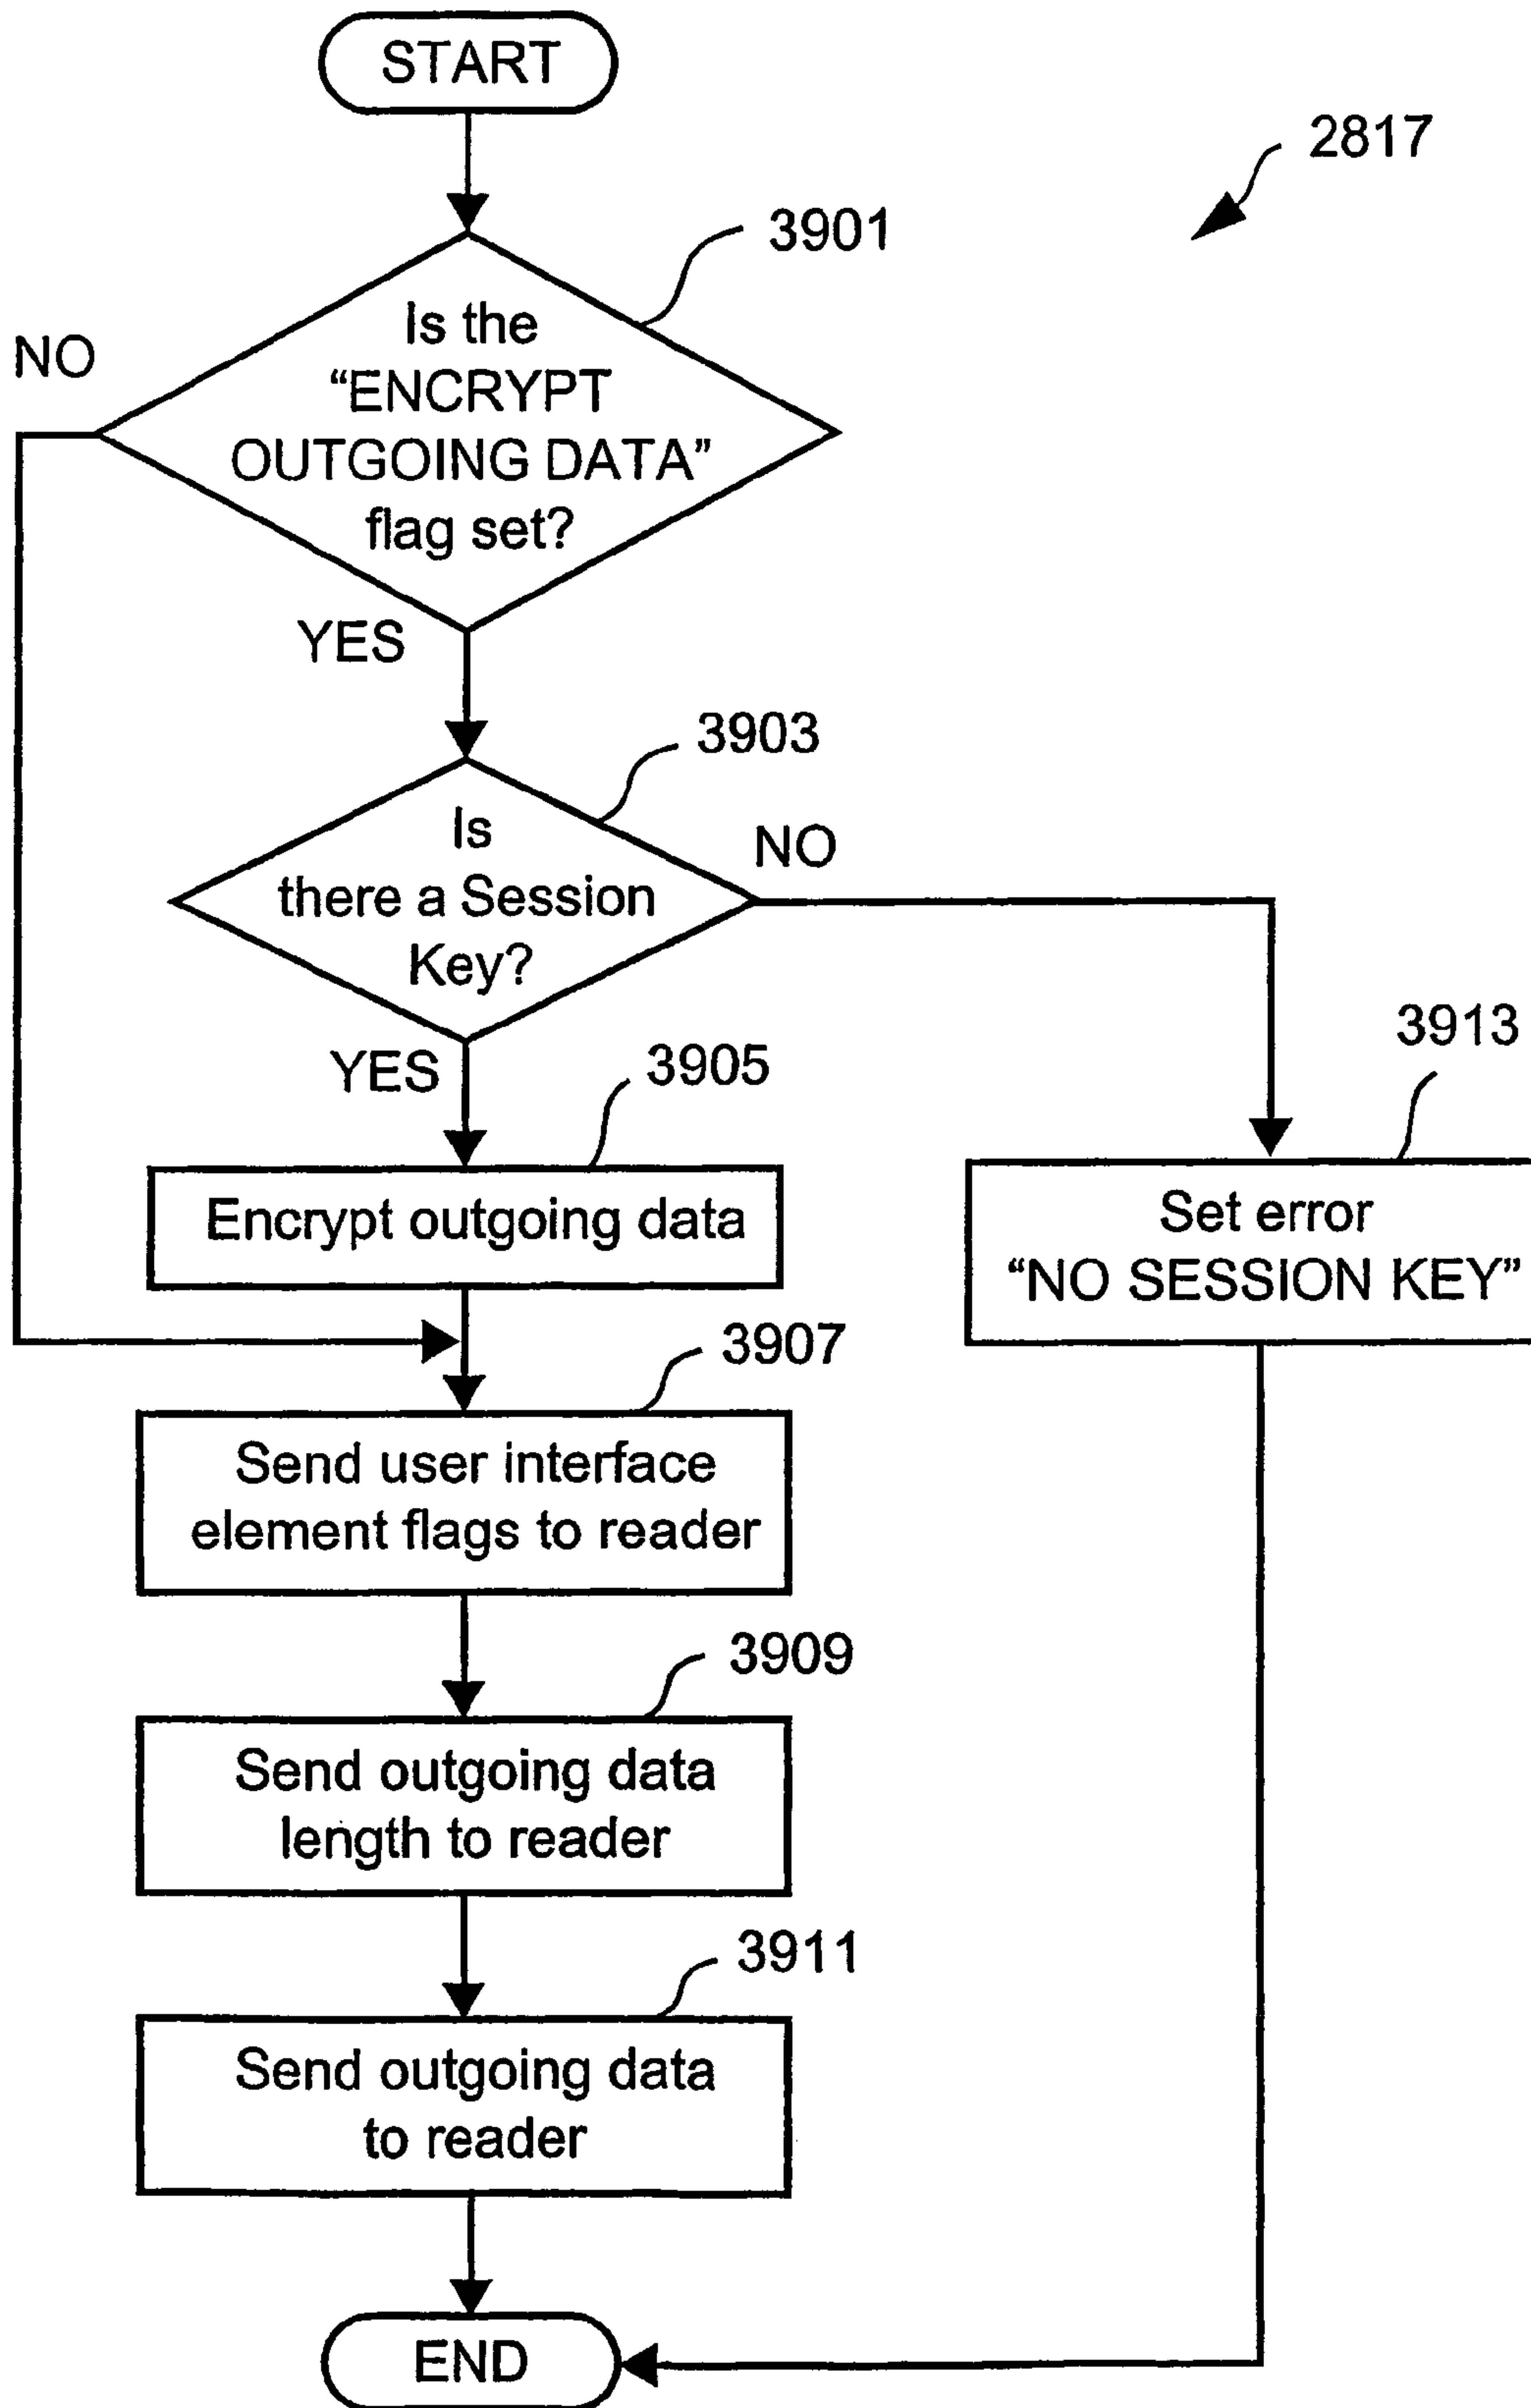 START
2817
3901
Is the
“ENCRYPT
OUTGOING DATA”
flag set?
NO
YES
3903
Is
there a Session
Key?
NO
YES
3905
Encrypt outgoing data
3913
Set error
“NO SESSION KEY”
3907
Send user interface
element flags to reader
3909
Send outgoing data
length to reader
3911
Send outgoing data
to reader
END